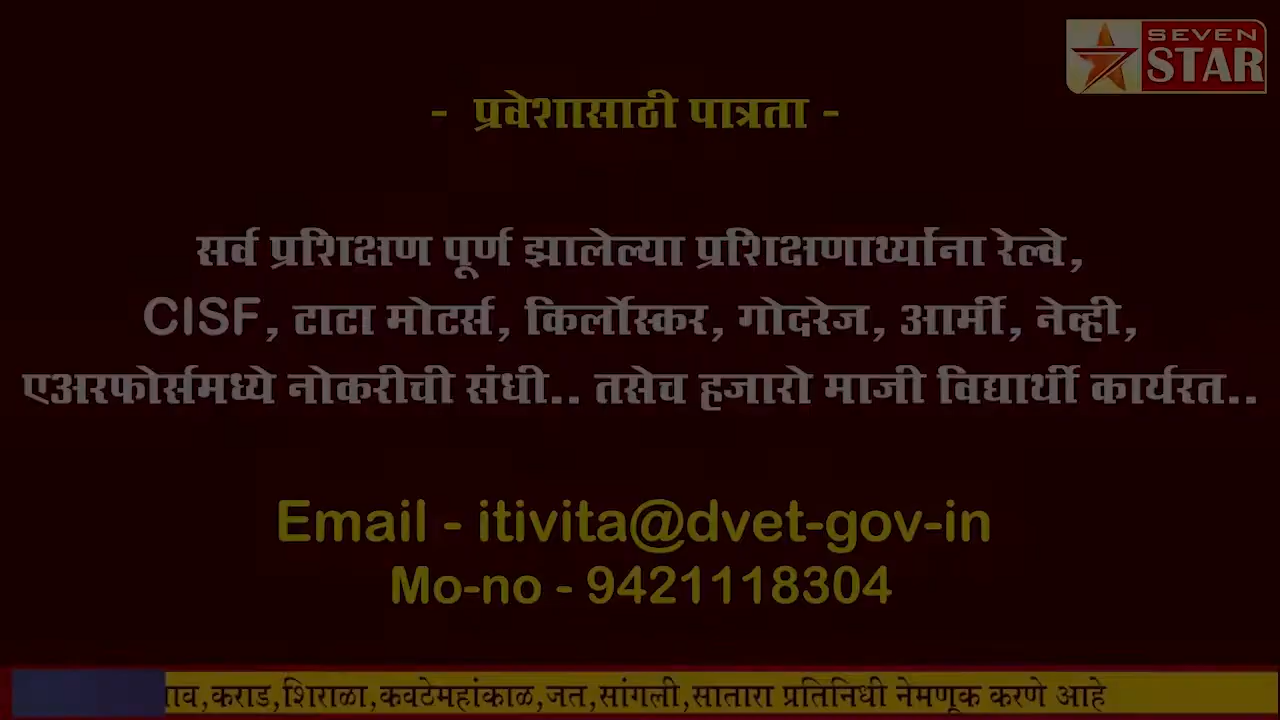 SEVEN
STAR
- प्रवेशासाठी पात्रता -
सर्व प्रशिक्षण पूर्ण झालेल्या प्रशिक्षणार्थ्यांना रेल्वे,
CISF, टाटा मोटर्स, किर्लोस्कर, गोदरेज, आर्मी, नेव्ही,
एअरफोर्समध्ये नोकरीची संधी.. तसेच हजारो माजी विद्यार्थी कार्यरत..
Email - itivita@dvet-gov-in
Mo-no - 9421118304
कराड,शिराळा,कवठेमहांकाळ,जत,सांगली,सातारा प्रतिनिधी नेमणूक करणे आहे